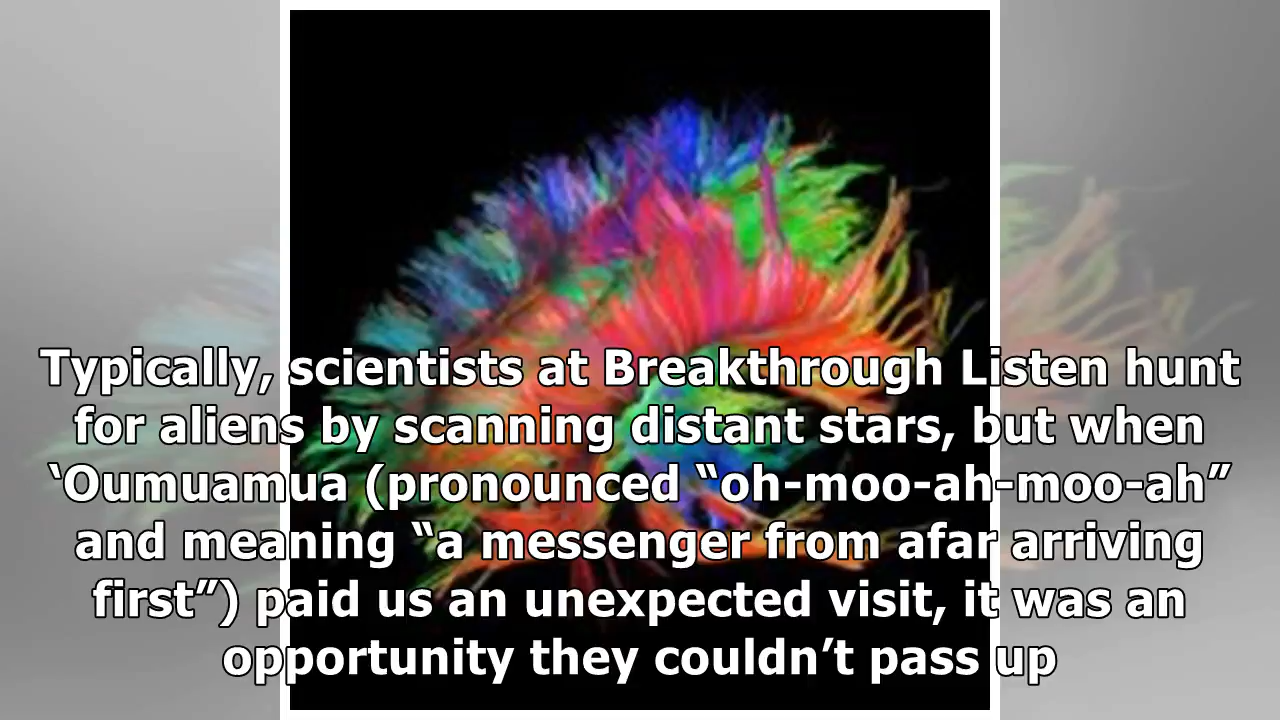 Typically, scientists at Breakthrough Listen hunt
for aliens by scanning distant stars, but when
‘Oumuamua (pronounced “oh-moo-ah-moo-ah”
and meaning “a messenger from afar arriving
first”) paid us an unexpected visit, it was an
opportunity they couldn’t pass up